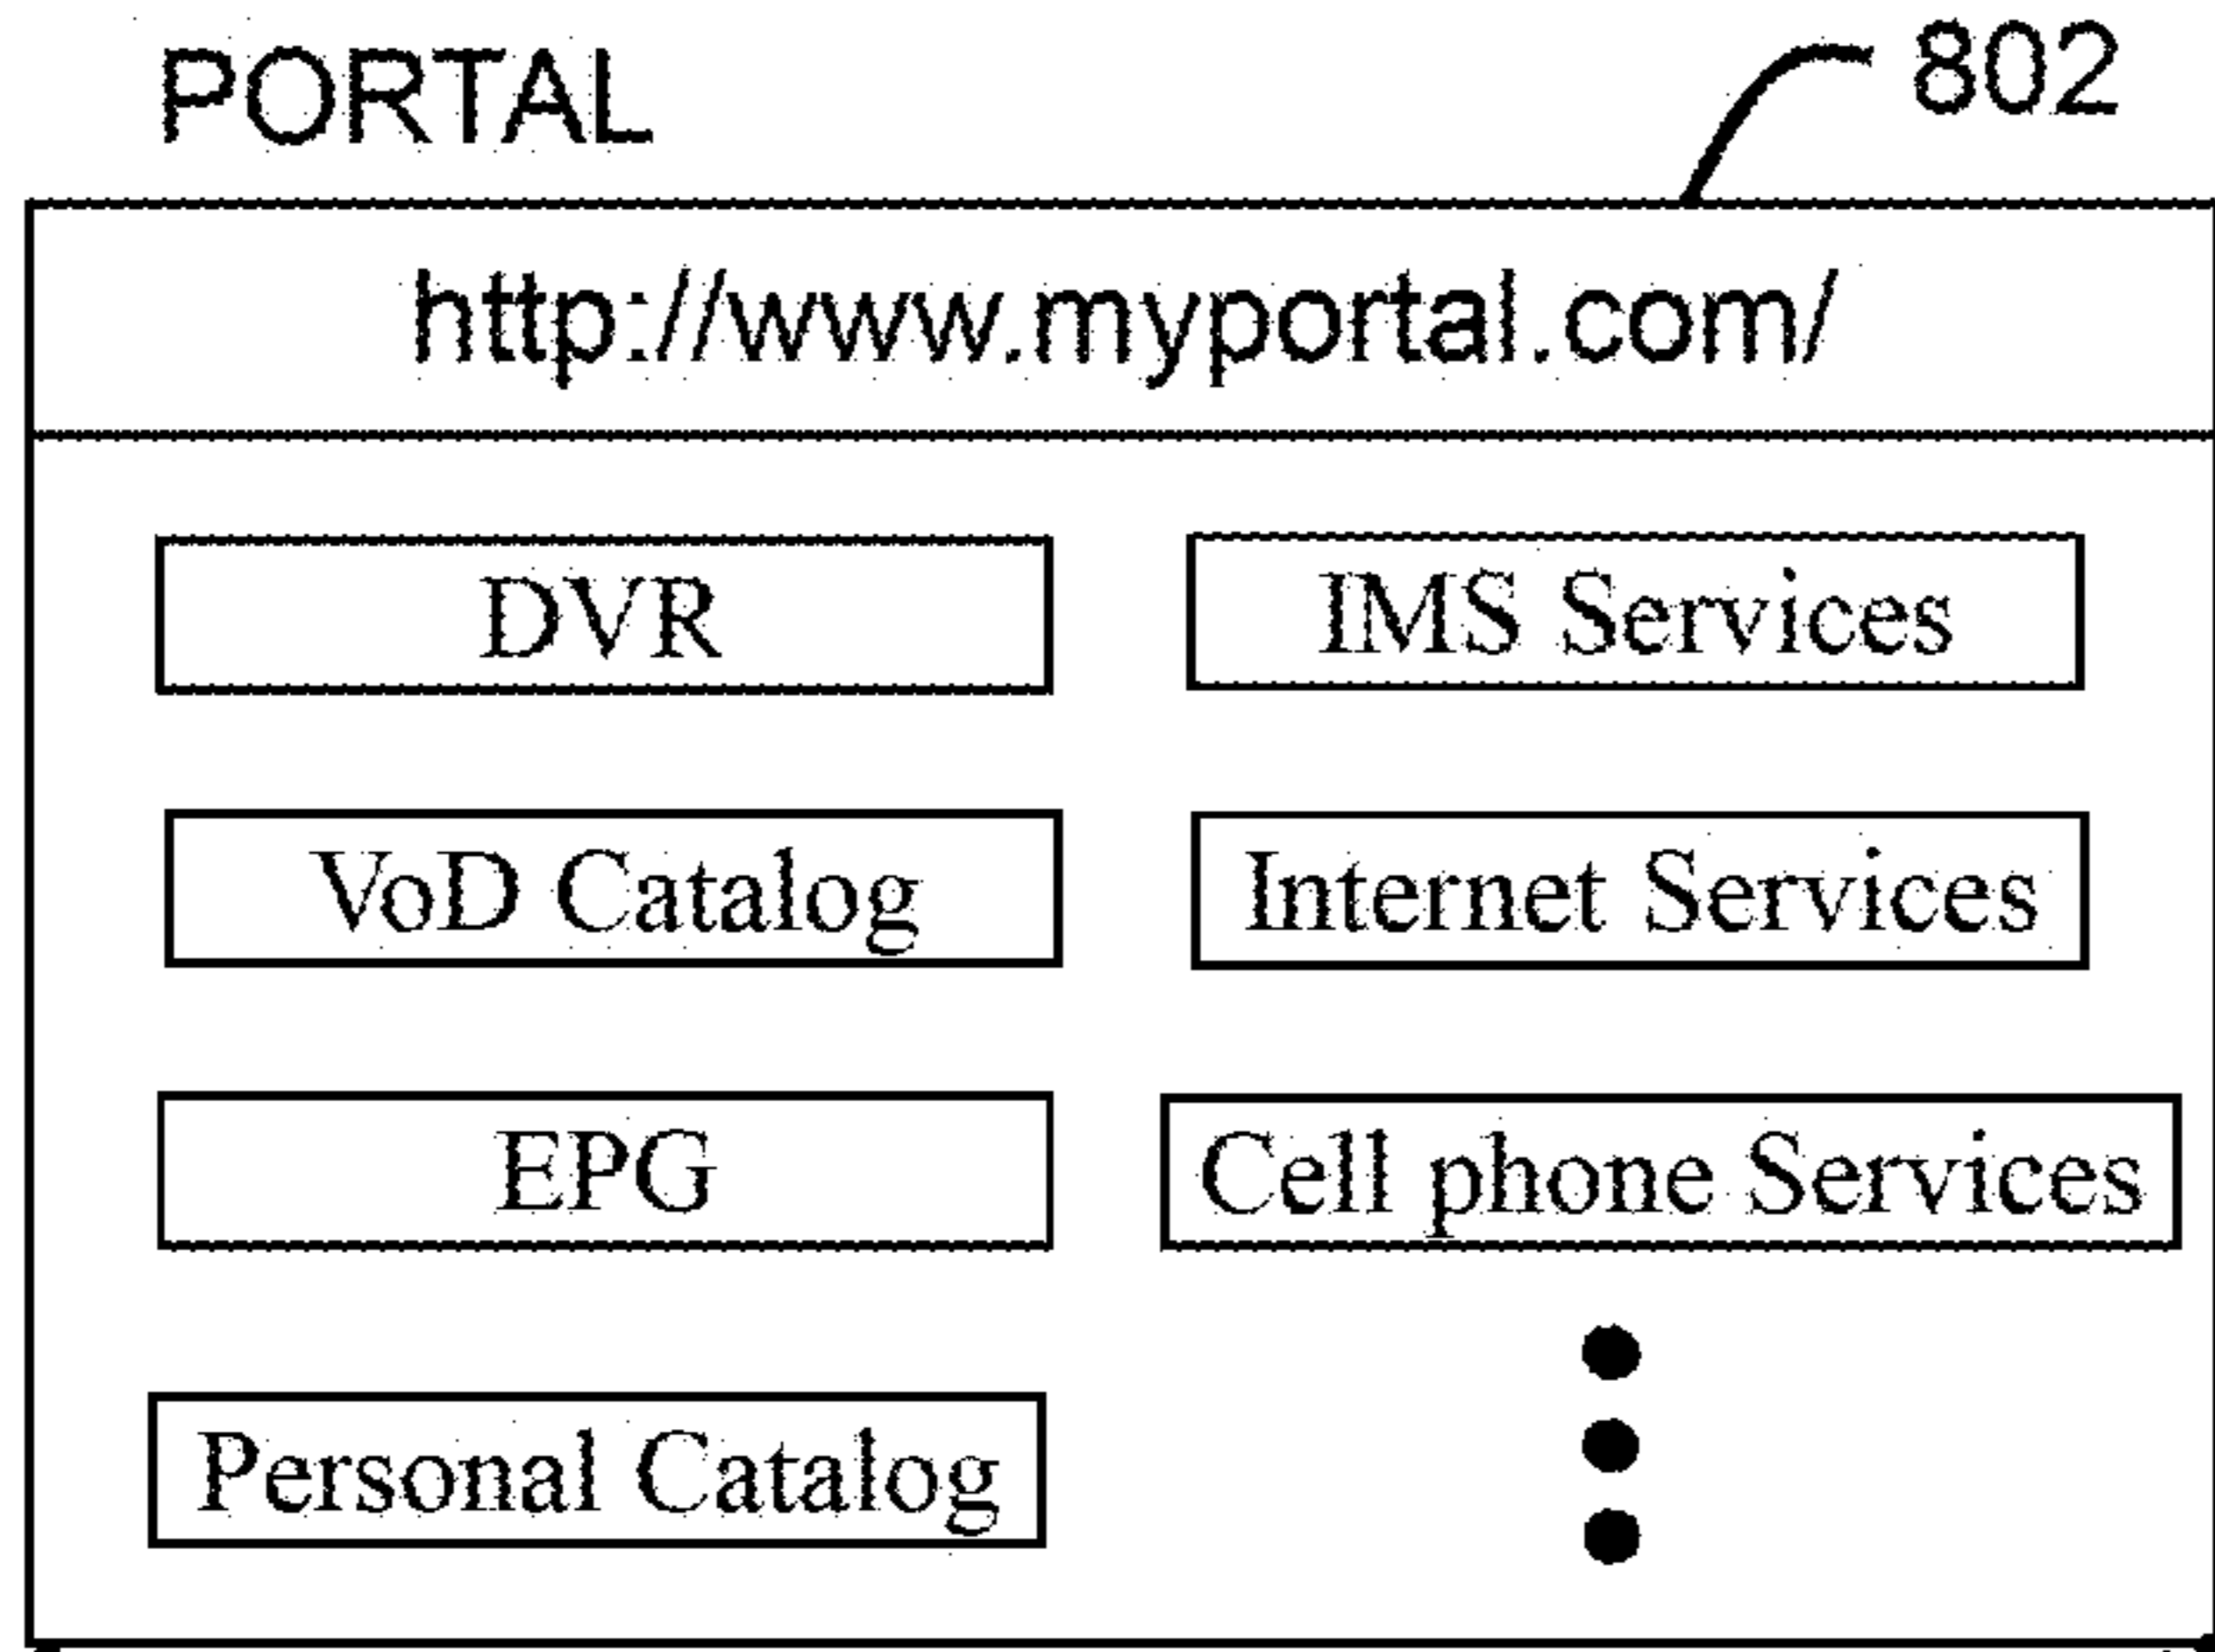 PORTAL
802
http://www.myportal.com/
DVR
IMS Services
VoD Catalog
Internet Services
EPG
Cell phone Services
Personal Catalog